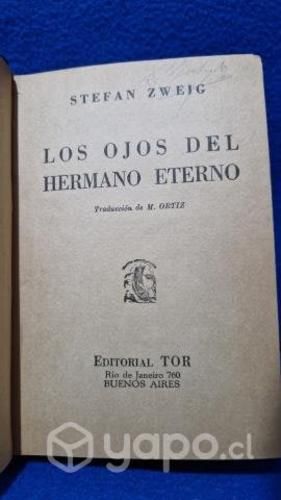 STEFAN ZWEIG
LOS OJOS DEL
HERMANO ETERNO
Traducción de M. ORTIZ
EDITORIAL TOR
Río de Janeiro 760
BUENOS AIRES
yapo.cl